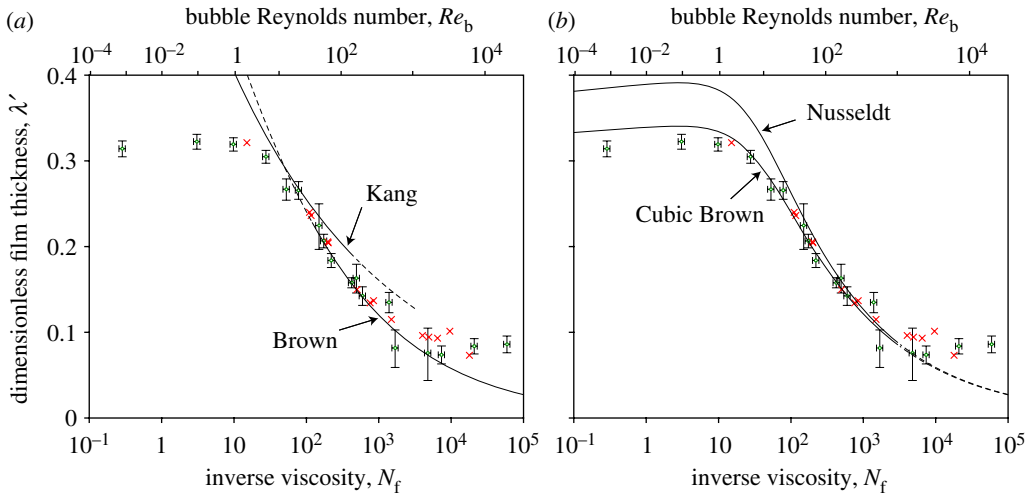 (a)
bubble Reynolds number, Re_b
10^−4 10^−2 1 10^2 10^4
0.4
0.3
0.2
0.1
0
dimensionless film thickness, λ′
Kang
Brown
10^−1 1 10 10^2 10^3 10^4 10^5
inverse viscosity, N_f
(b)
bubble Reynolds number, Re_b
10^−4 10^−2 1 10^2 10^4
Nusseldt
Cubic Brown
10^−1 1 10 10^2 10^3 10^4 10^5
inverse viscosity, N_f